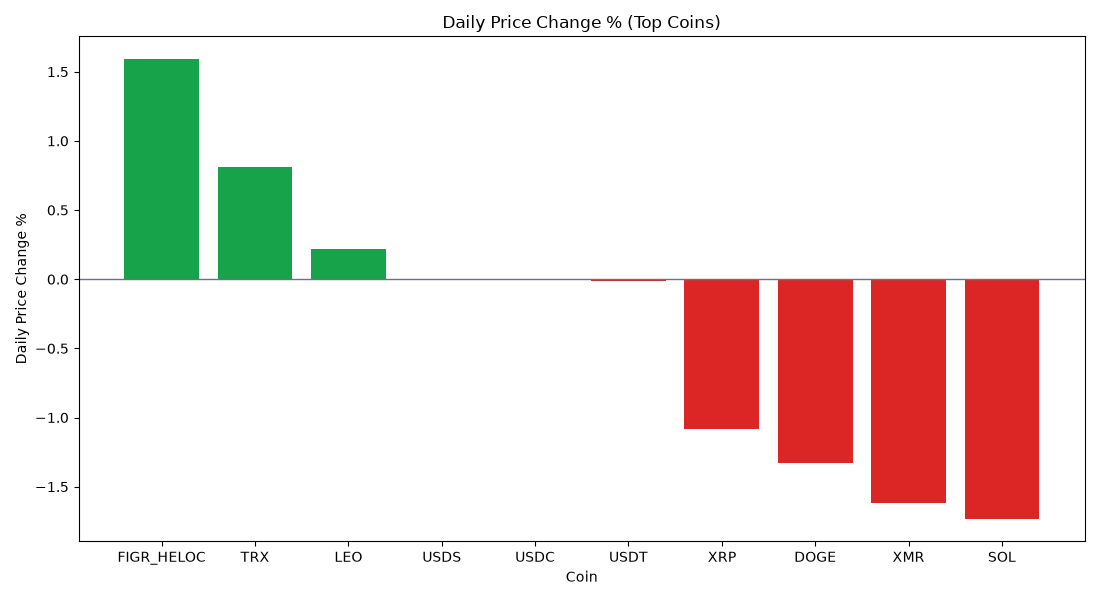 Daily Price Change % (Top Coins)
Daily Price Change %
1.5
1.0
0.5
0.0
−0.5
−1.0
−1.5
FIGR_HELOC TRX LEO USDS USDC USDT XRP DOGE XMR SOL
Coin